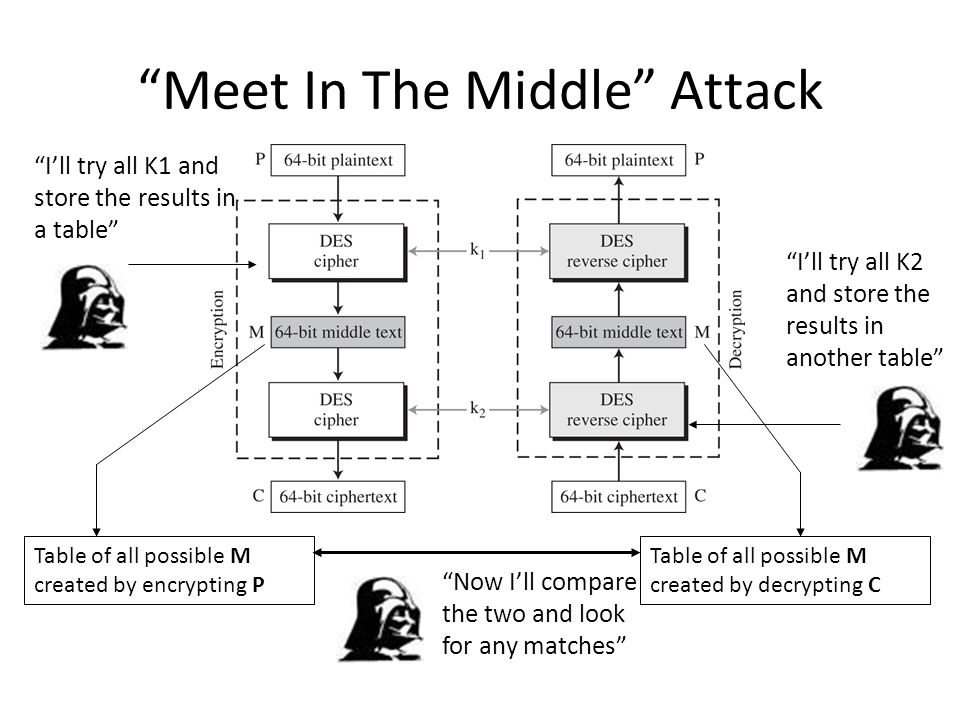 “Meet In The Middle” Attack
“I’ll try all K1 and
store the results in
a table”
P
64-bit plaintext
DES
cipher
Encryption
M
64-bit middle text
DES
cipher
C
64-bit ciphertext
k1
k2
64-bit plaintext
P
DES
reverse cipher
64-bit middle text
M
Decryption
DES
reverse cipher
64-bit ciphertext
C
“I’ll try all K2
and store the
results in
another table”
Table of all possible M
created by encrypting P
“Now I’ll compare
the two and look
for any matches”
Table of all possible M
created by decrypting C